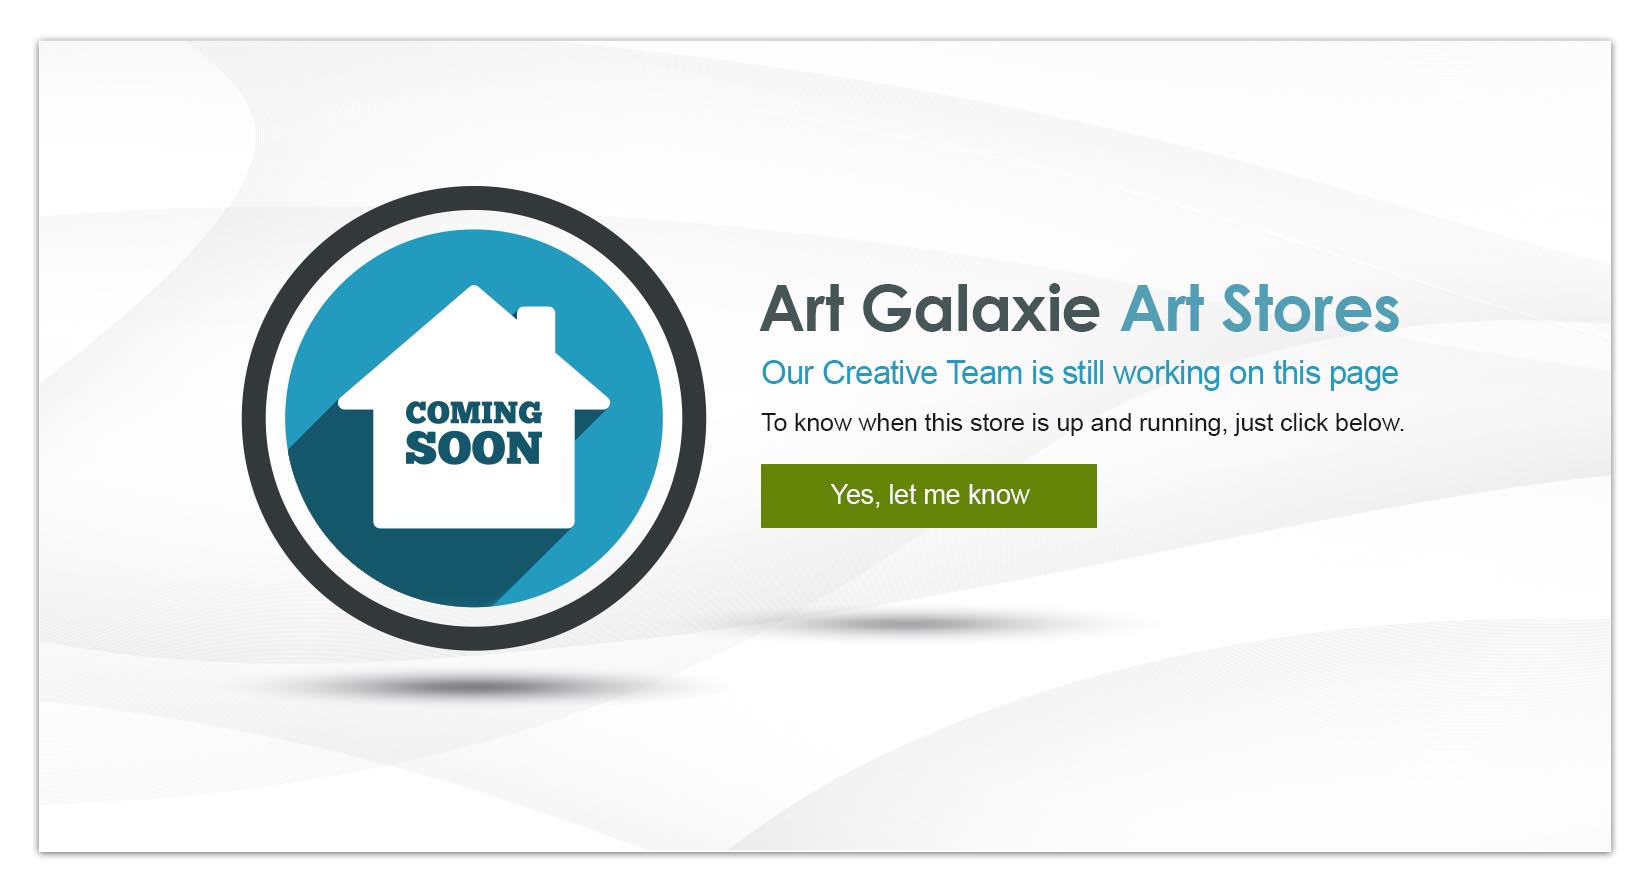 COMING
SOON
Art Galaxie Art Stores
Our Creative Team is still working on this page
To know when this store is up and running, just click below.
Yes, let me know